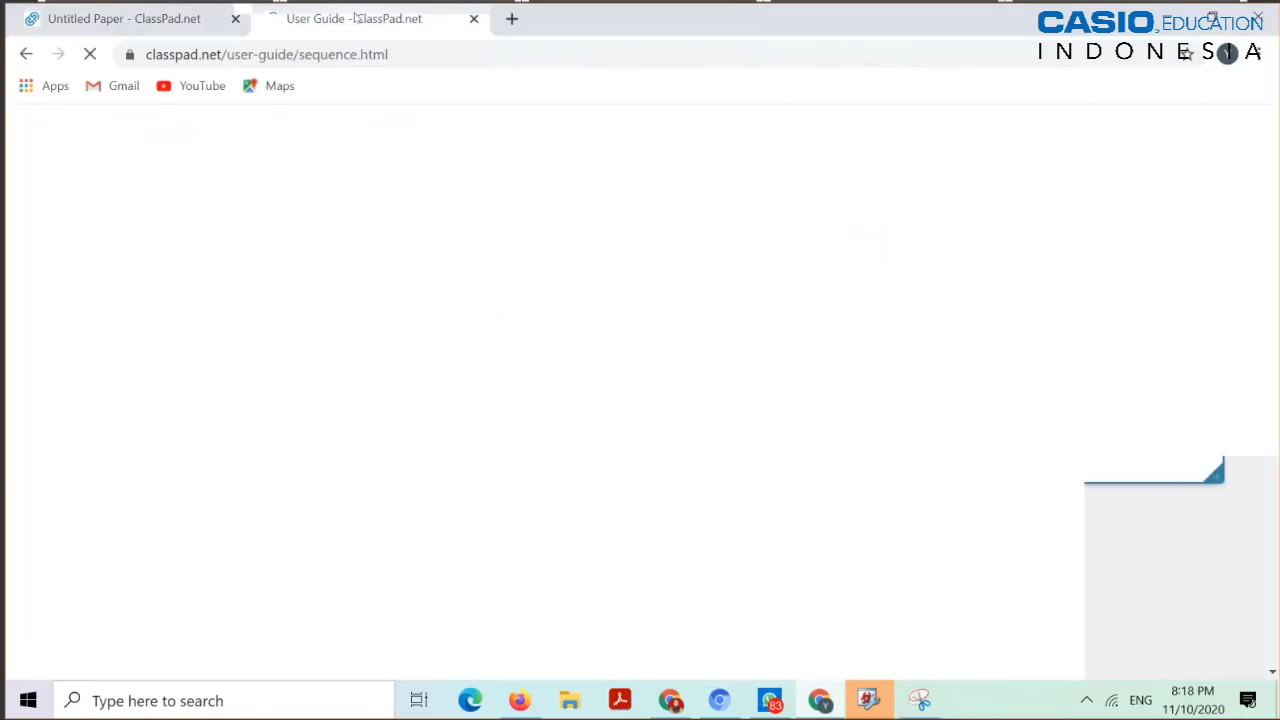 Untitled Paper - ClassPad.net
User Guide - ClassPad.net
CASIO EDUCATION
INDONESIA
classpad.net/user-guide/sequence.html
Apps
Gmail
YouTube
Maps
Type here to search
83
Y
ENG
8:18 PM
11/10/2020